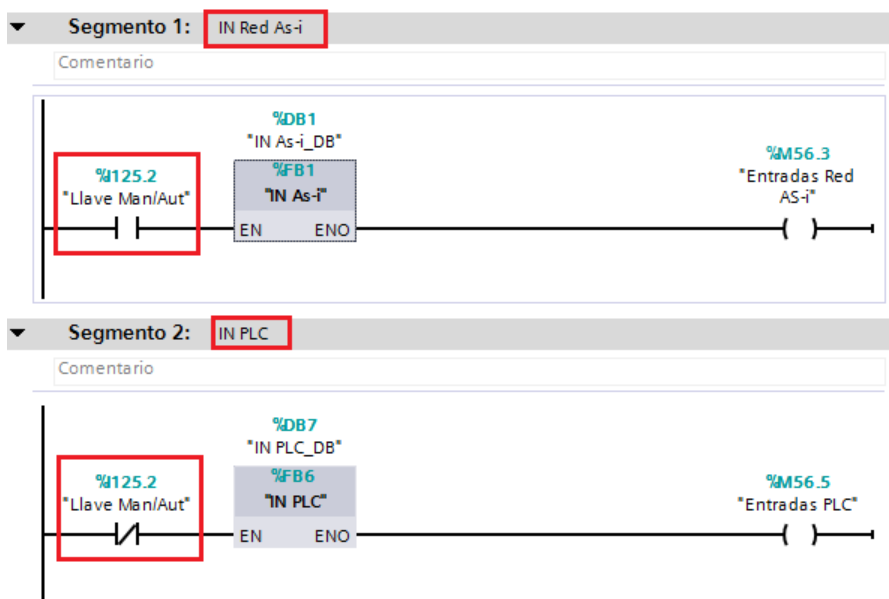 Segmento 1: IN Red As-i
Comentario
%DB1
"IN As-i_DB"
%I125.2
"Llave Man/Aut"
%FB1
"IN As-i"
EN ENO
%M56.3
"Entradas Red
AS-i"
Segmento 2: IN PLC
Comentario
%DB7
"IN PLC_DB"
%I125.2
"Llave Man/Aut"
%FB6
"IN PLC"
EN ENO
%M56.5
"Entradas PLC"